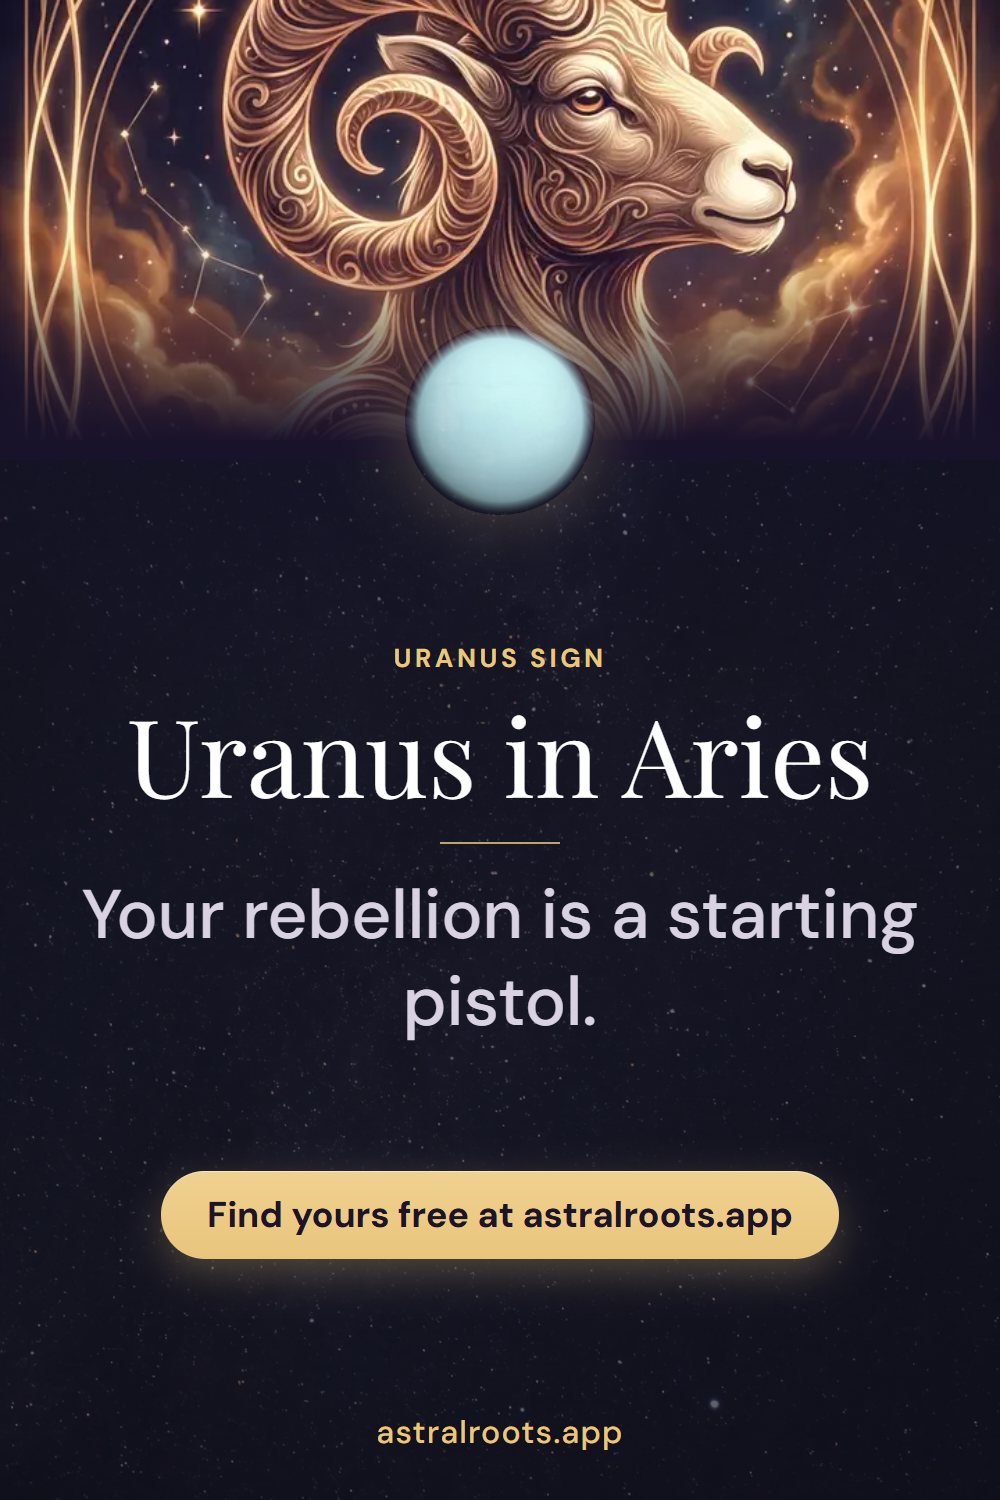 URANUS SIGN
Uranus in Aries
Your rebellion is a starting
pistol.
Find yours free at astralroots.app
astralroots.app